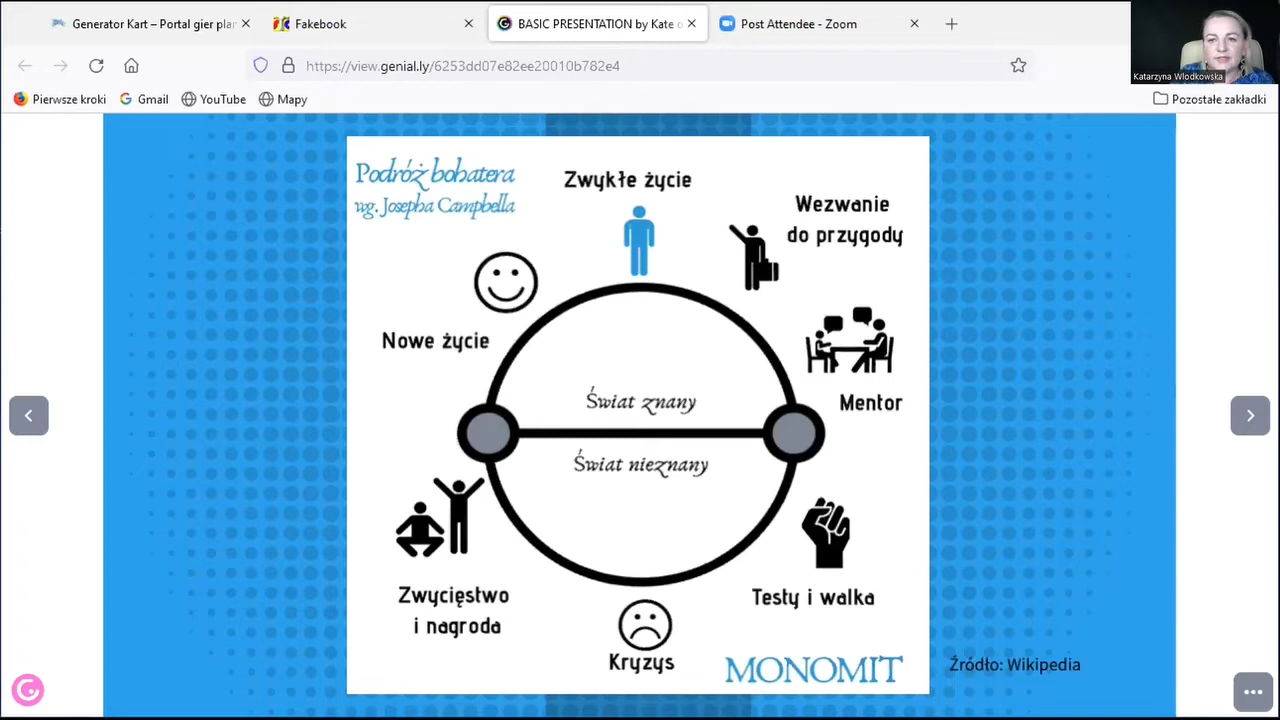 Generator Kart – Portal gier plan
Fakebook
BASIC PRESENTATION by Kate o
Post Attendee - Zoom
https://view.genial.ly/6253dd07e82ee20010b782e4
Katarzyna Wlodkowska
Pierwsze kroki
Gmail
YouTube
Mapy
Pozostałe zakładki
Podróż bohatera
wg. Josepha Campbella
Zwykłe życie
Wezwanie
do przygody
Mentor
Nowe życie
Świat znany
Świat nieznany
Testy i walka
Zwycięstwo
i nagroda
Kryzys
MONOMIT
Źródło: Wikipedia